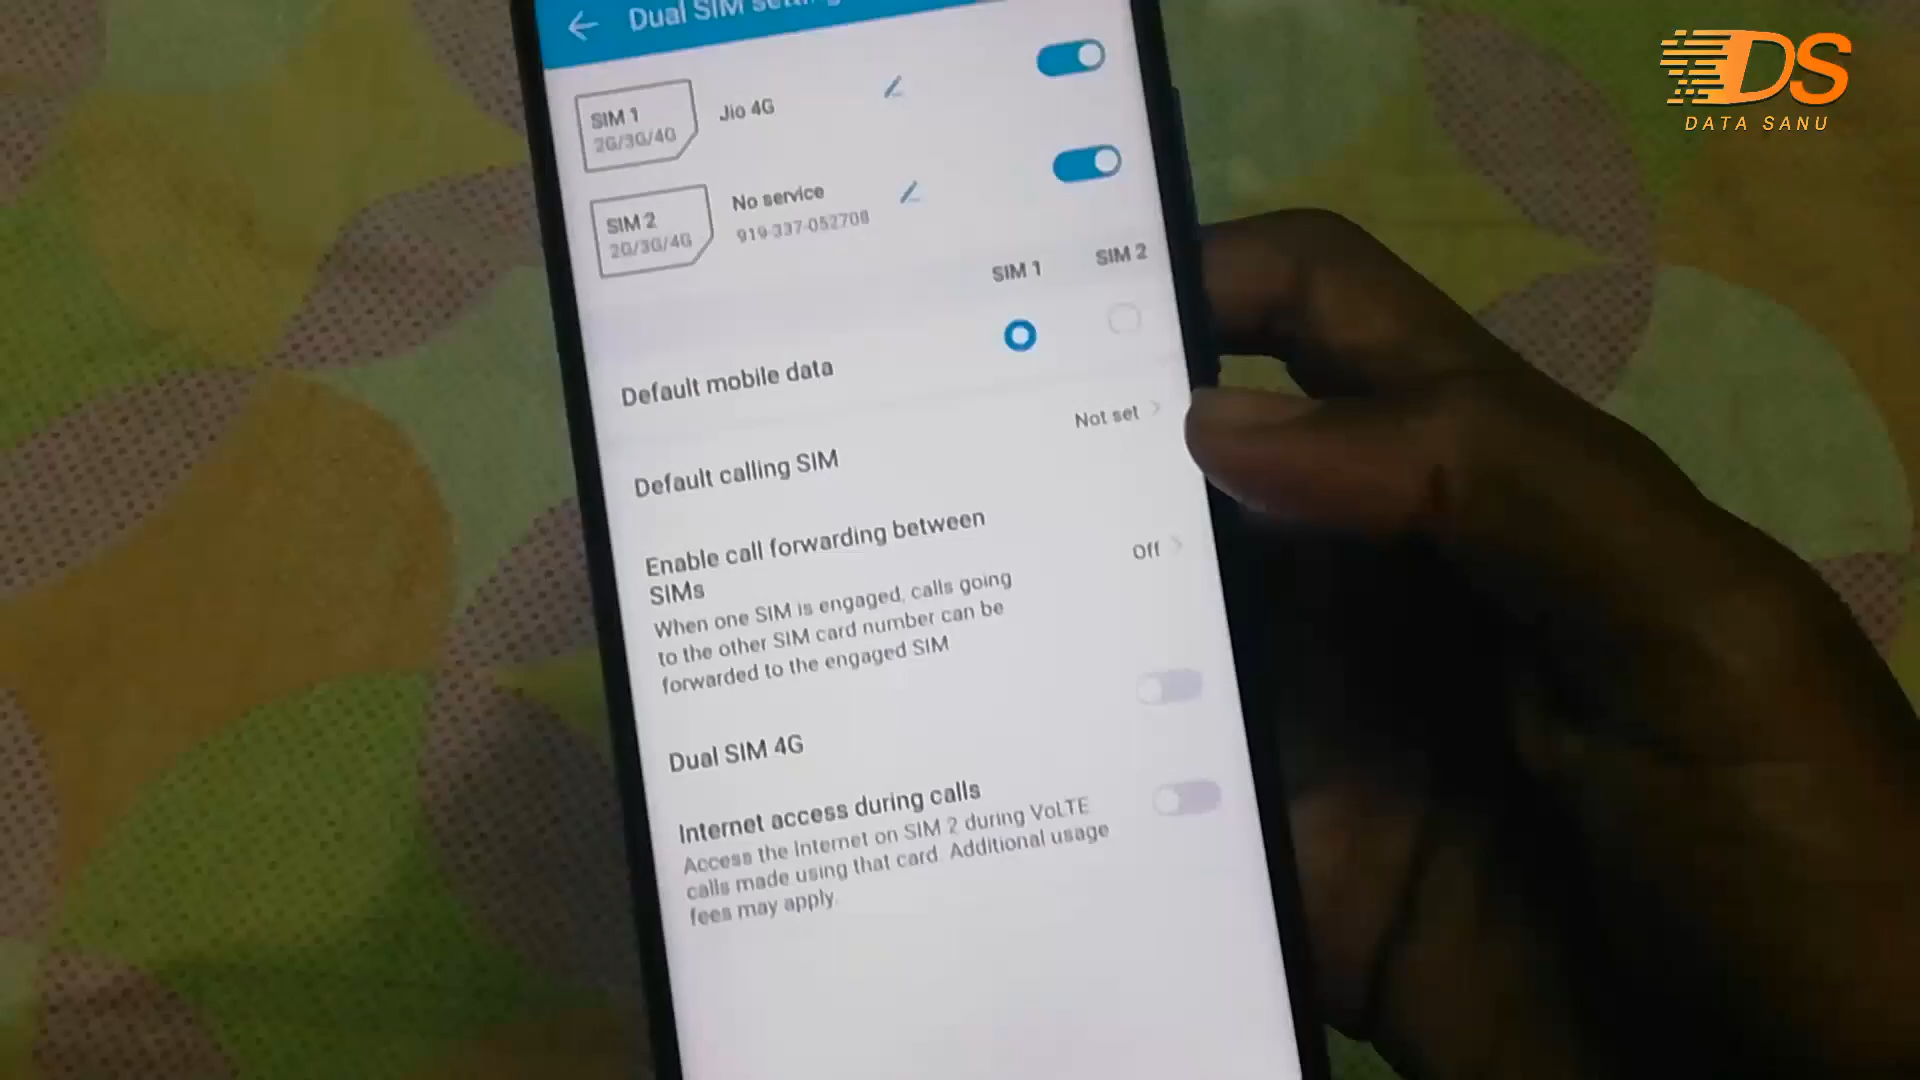 Dual SIM
SIM 1
2G/3G/4G
Jio 4G
SIM 2
2G/3G/4G
No service
919-337-052708
SIM 1
SIM 2
Default mobile data
Default calling SIM
Not set
Enable call forwarding between
SIMs
When one SIM is engaged, calls going
to the other SIM card number can be
forwarded to the engaged SIM
Off
Dual SIM 4G
Internet access during calls
Access the Internet on SIM 2 during VoLTE
calls made using that card. Additional usage
fees may apply.
DS
DATA SANU